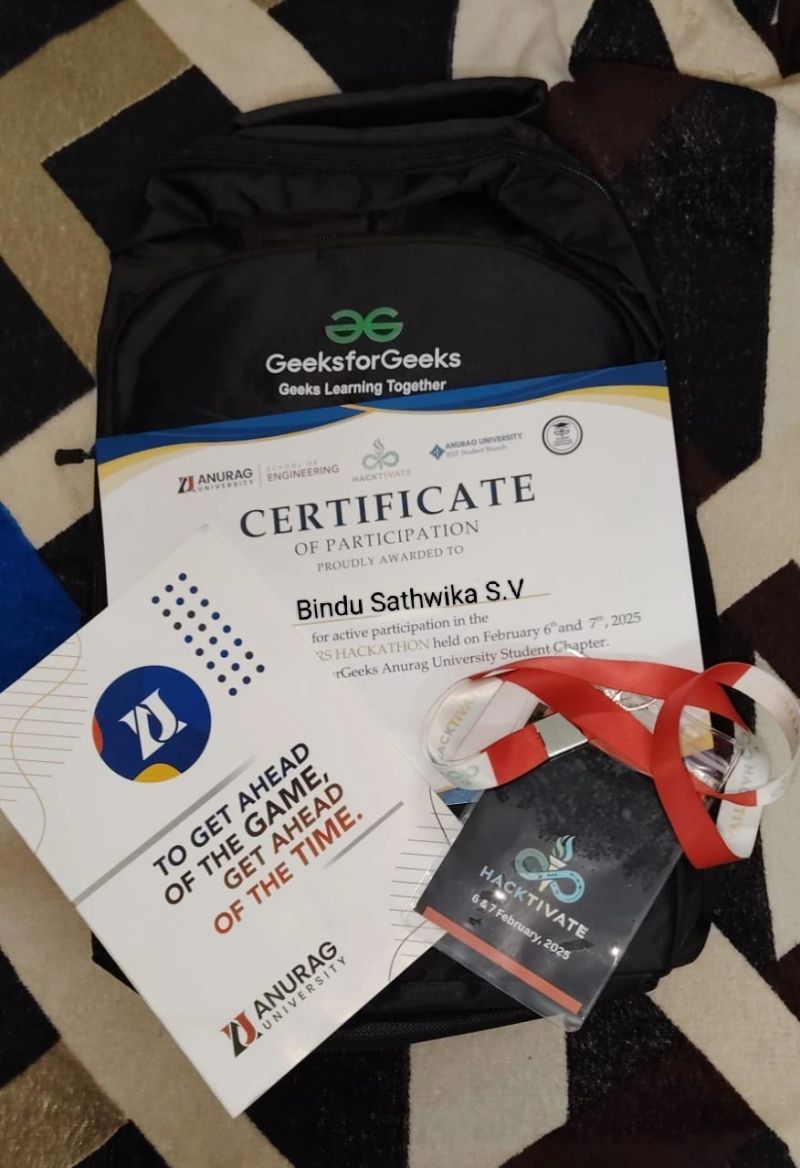 GeeksforGeeks
Geeks Learning Together
ANURAG UNIVERSITY
SCHOOL OF ENGINEERING
HACKTIVATE
ANURAG UNIVERSITY
IEEE Student Branch
CERTIFICATE
OF PARTICIPATION
PROUDLY AWARDED TO
Bindu Sathwika S.V
for active participation in the
RS HACKATHON held on February 6th and 7th, 2025
rGeeks Anurag University Student Chapter.
TO GET AHEAD
OF THE GAME,
GET AHEAD
OF THE TIME.
ANURAG
UNIVERSITY
HACKTIVATE
6 & 7 February, 2025